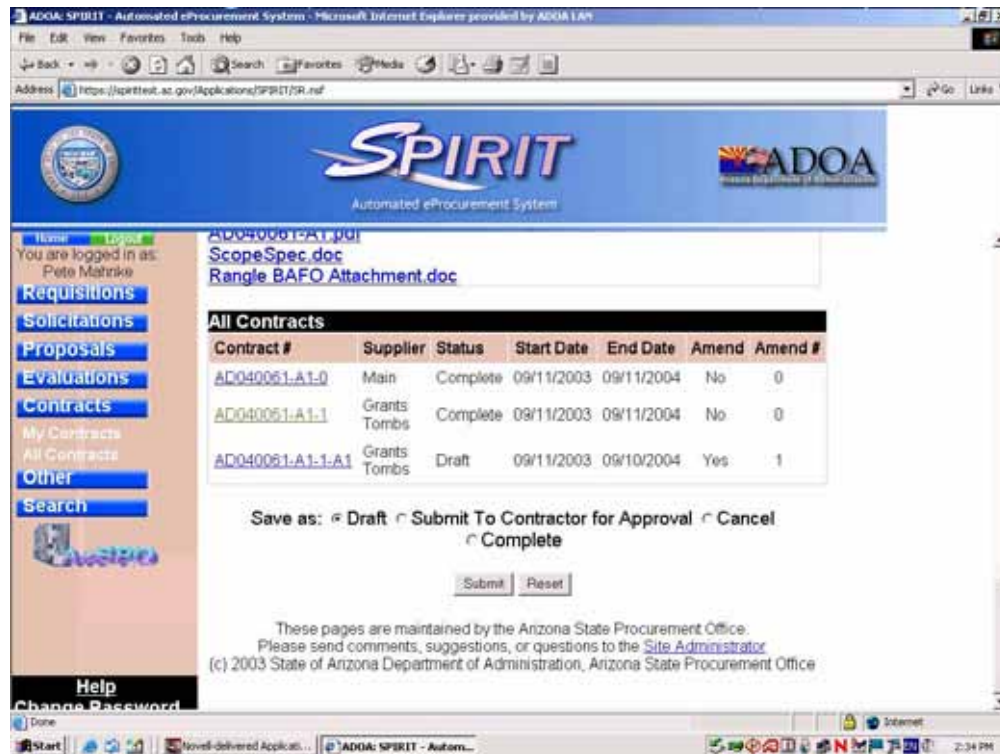 ADOA: SPIRIT - Automated eProcurement System - Microsoft Internet Explorer provided by ADOA LAN
File Edit View Favorites Tools Help
Back Search Favorites Media
Address https://spirittest.az.gov/Applications/SPIRIT/SR.nsf Go Links
SPIRIT
Automated eProcurement System
ADOA
Arizona Department of Administration
Home Logout
You are logged in as:
Pete Mahnke
Requisitions
Solicitations
Proposals
Evaluations
Contracts
My Contracts
All Contracts
Other
Search
Help
Change Password
AD040061-A1.pdf
ScopeSpec.doc
Rangle BAFO Attachment.doc
All Contracts
Contract # Supplier Status Start Date End Date Amend Amend #
AD040061-A1-0 Main Complete 09/11/2003 09/11/2004 No 0
AD040061-A1-1 Grants Tombs Complete 09/11/2003 09/11/2004 No 0
AD040061-A1-1-A1 Grants Tombs Draft 09/11/2003 09/10/2004 Yes 1
Save as: Draft Submit To Contractor for Approval Cancel
Complete
Submit Reset
These pages are maintained by the Arizona State Procurement Office.
Please send comments, suggestions, or questions to the Site Administrator
(c) 2003 State of Arizona Department of Administration, Arizona State Procurement Office
Done Internet
Start Novell-delivered Applicati... ADOA: SPIRIT - Autom... 2:34 PM